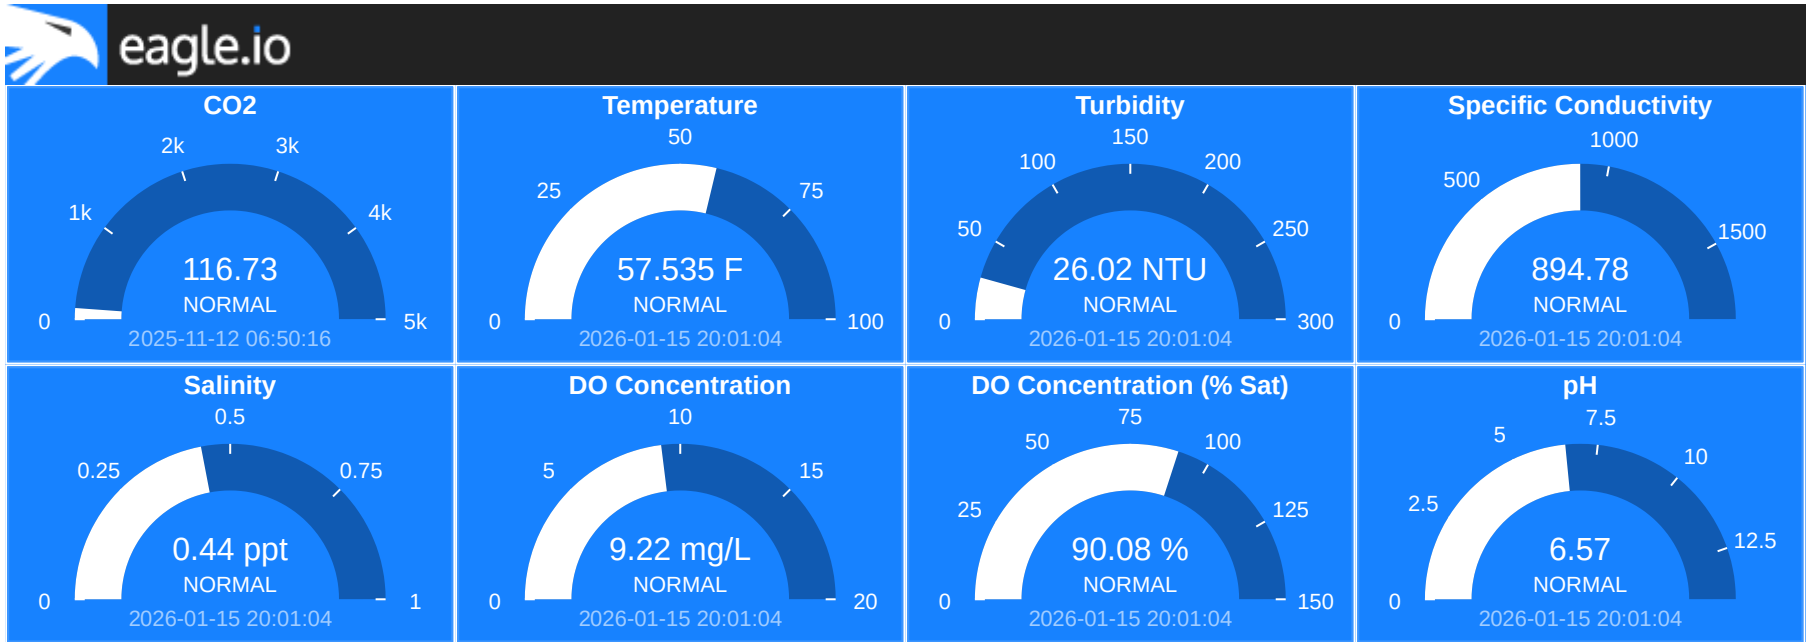 eagle.io
CO2
0
1k
2k
3k
4k
5k
116.73
NORMAL
2025-11-12 06:50:16
Temperature
0
25
50
75
100
57.535 F
NORMAL
2026-01-15 20:01:04
Turbidity
0
50
100
150
200
250
300
26.02 NTU
NORMAL
2026-01-15 20:01:04
Specific Conductivity
0
500
1000
1500
894.78
NORMAL
2026-01-15 20:01:04
Salinity
0
0.25
0.5
0.75
1
0.44 ppt
NORMAL
2026-01-15 20:01:04
DO Concentration
0
5
10
15
20
9.22 mg/L
NORMAL
2026-01-15 20:01:04
DO Concentration (% Sat)
0
25
50
75
100
125
150
90.08 %
NORMAL
2026-01-15 20:01:04
pH
0
2.5
5
7.5
10
12.5
6.57
NORMAL
2026-01-15 20:01:04